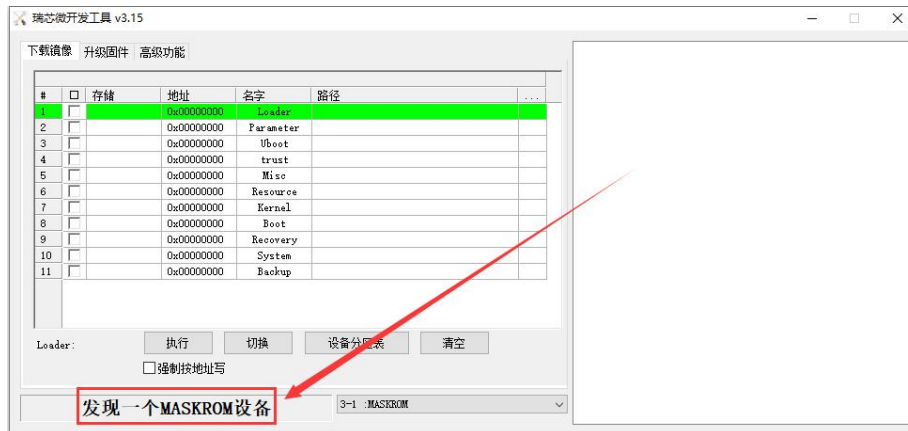 瑞芯微开发工具 v3.15
下载镜像 升级固件 高级功能
# 存储 地址 名字 路径 ...
1 0x00000000 Loader
2 0x00000000 Parameter
3 0x00000000 Uboot
4 0x00000000 trust
5 0x00000000 Misc
6 0x00000000 Resource
7 0x00000000 Kernel
8 0x00000000 Boot
9 0x00000000 Recovery
10 0x00000000 System
11 0x00000000 Backup
Loader: 执行 切换 设备分区表 清空
强制按地址写
发现一个MASKROM设备 3-1 :MASKROM